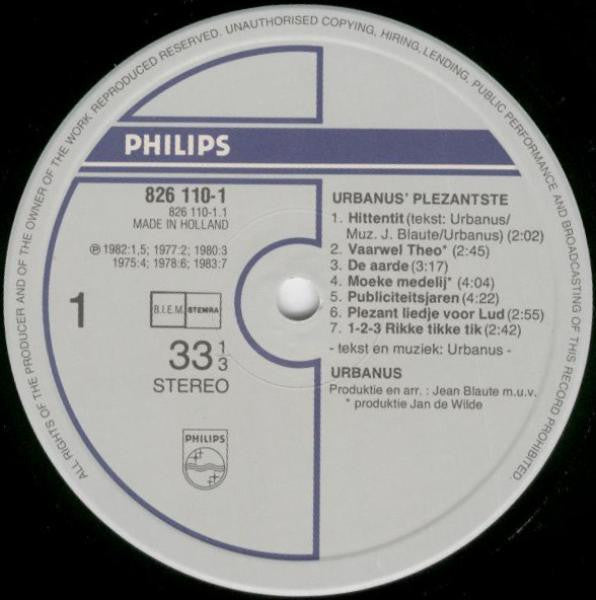 ALL RIGHTS OF THE PRODUCER AND OF THE OWNER OF THE WORK REPRODUCED RESERVED. UNAUTHORISED COPYING, HIRING, LENDING, PUBLIC PERFORMANCE AND BROADCASTING OF THIS RECORD PROHIBITED
PHILIPS
826 110-1
826 110-1.1
MADE IN HOLLAND
℗ 1982:1,5; 1977:2; 1980:3
1975:4; 1978:6; 1983:7
1
B.I.E.M. STEMRA
33 1/3
STEREO
PHILIPS
URBANUS' PLEZANTSTE
1. Hittentit (tekst: Urbanus/
Muz. J. Blaute/Urbanus) (2:02)
2. Vaarwel Theo* (2:45)
3. De aarde (3:17)
4. Moeke medelij* (4:04)
5. Publiciteitsjaren (4:22)
6. Plezant liedje voor Lud (2:55)
7. 1-2-3 Rikke tikke tik (2:42)
- tekst en muziek: Urbanus -
URBANUS
Produktie en arr. : Jean Blaute m.u.v.
* produktie Jan de Wilde